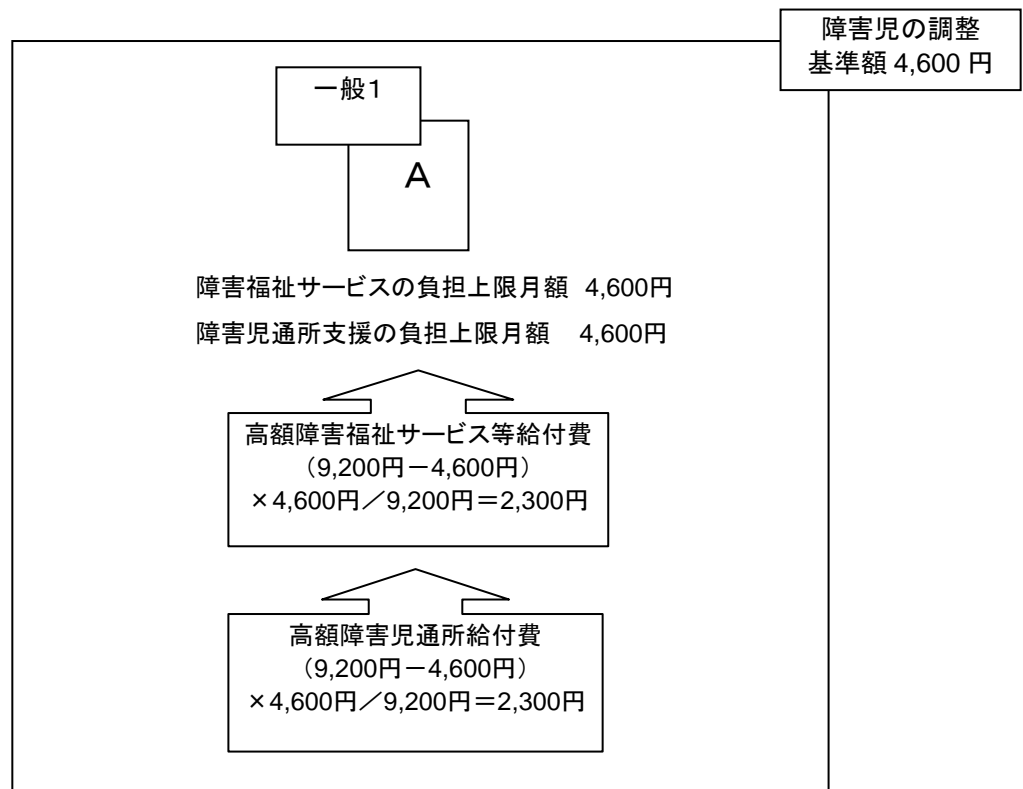 障害児の調整
基準額 4,600 円
一般1
A
障害福祉サービスの負担上限月額 4,600円
障害児通所支援の負担上限月額 4,600円
高額障害福祉サービス等給付費
(9,200円-4,600円)
×4,600円/9,200円=2,300円
高額障害児通所給付費
(9,200円-4,600円)
×4,600円/9,200円=2,300円